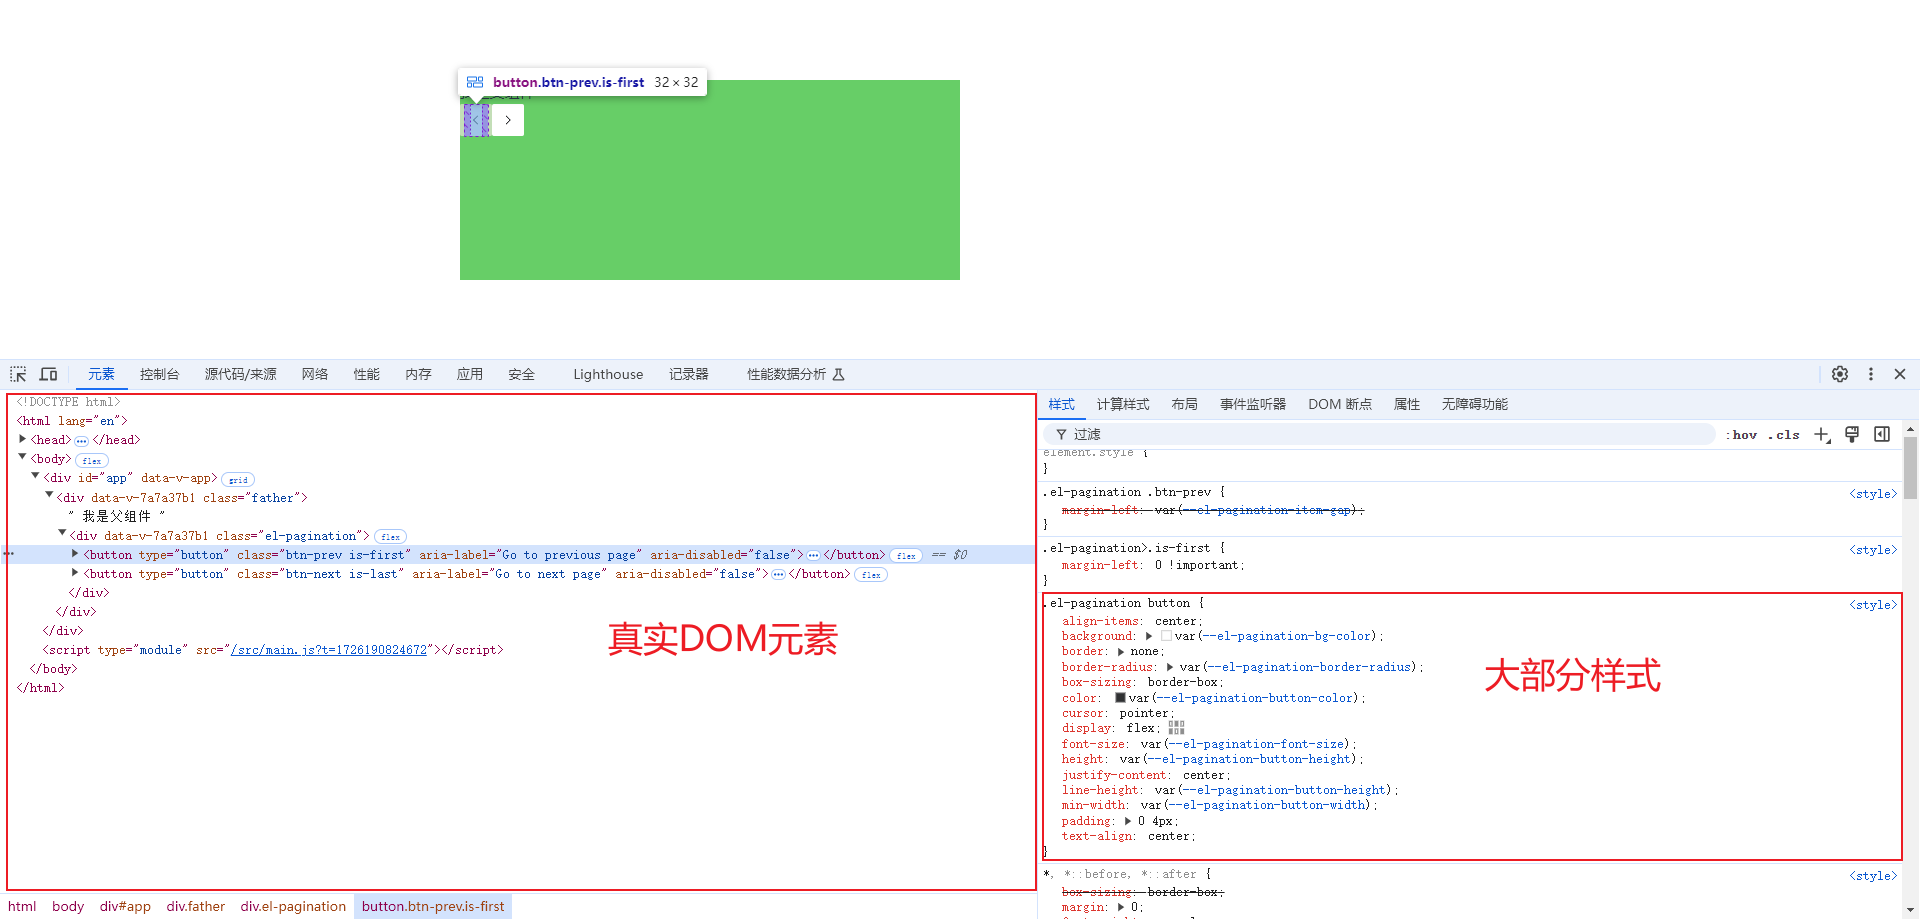 button.btn-prev.is-first 32 × 32
元素 控制台 源代码/来源 网络 性能 内存 应用 安全 Lighthouse 记录器 性能数据分析
<!DOCTYPE html>
<html lang="en">
<head> ••• </head>
<body> flex
<div id="app" data-v-app> grid
<div data-v-7a7a37b1 class="father">
" 我是父组件 "
<div data-v-7a7a37b1 class="el-pagination"> flex
••• <button type="button" class="btn-prev is-first" aria-label="Go to previous page" aria-disabled="false"> ••• </button> flex == $0
<button type="button" class="btn-next is-last" aria-label="Go to next page" aria-disabled="false"> ••• </button> flex
</div>
</div>
</div>
<script type="module" src="/src/main.js?t=1726190824672"></script>
</body>
</html>
真实DOM元素
html body div#app div.father div.el-pagination button.btn-prev.is-first
样式 计算样式 布局 事件监听器 DOM 断点 属性 无障碍功能
过滤 :hov .cls
element.style {
}
.el-pagination .btn-prev { <style>
margin-left: var(--el-pagination-item-gap);
}
.el-pagination>.is-first { <style>
margin-left: 0 !important;
}
.el-pagination button { <style>
align-items: center;
background: var(--el-pagination-bg-color);
border: none;
border-radius: var(--el-pagination-border-radius);
box-sizing: border-box;
color: var(--el-pagination-button-color);
cursor: pointer;
display: flex;
font-size: var(--el-pagination-font-size);
height: var(--el-pagination-button-height);
justify-content: center;
line-height: var(--el-pagination-button-height);
min-width: var(--el-pagination-button-width);
padding: 0 4px;
text-align: center;
}
大部分样式
*, *::before, *::after { <style>
box-sizing: border-box;
margin: 0;